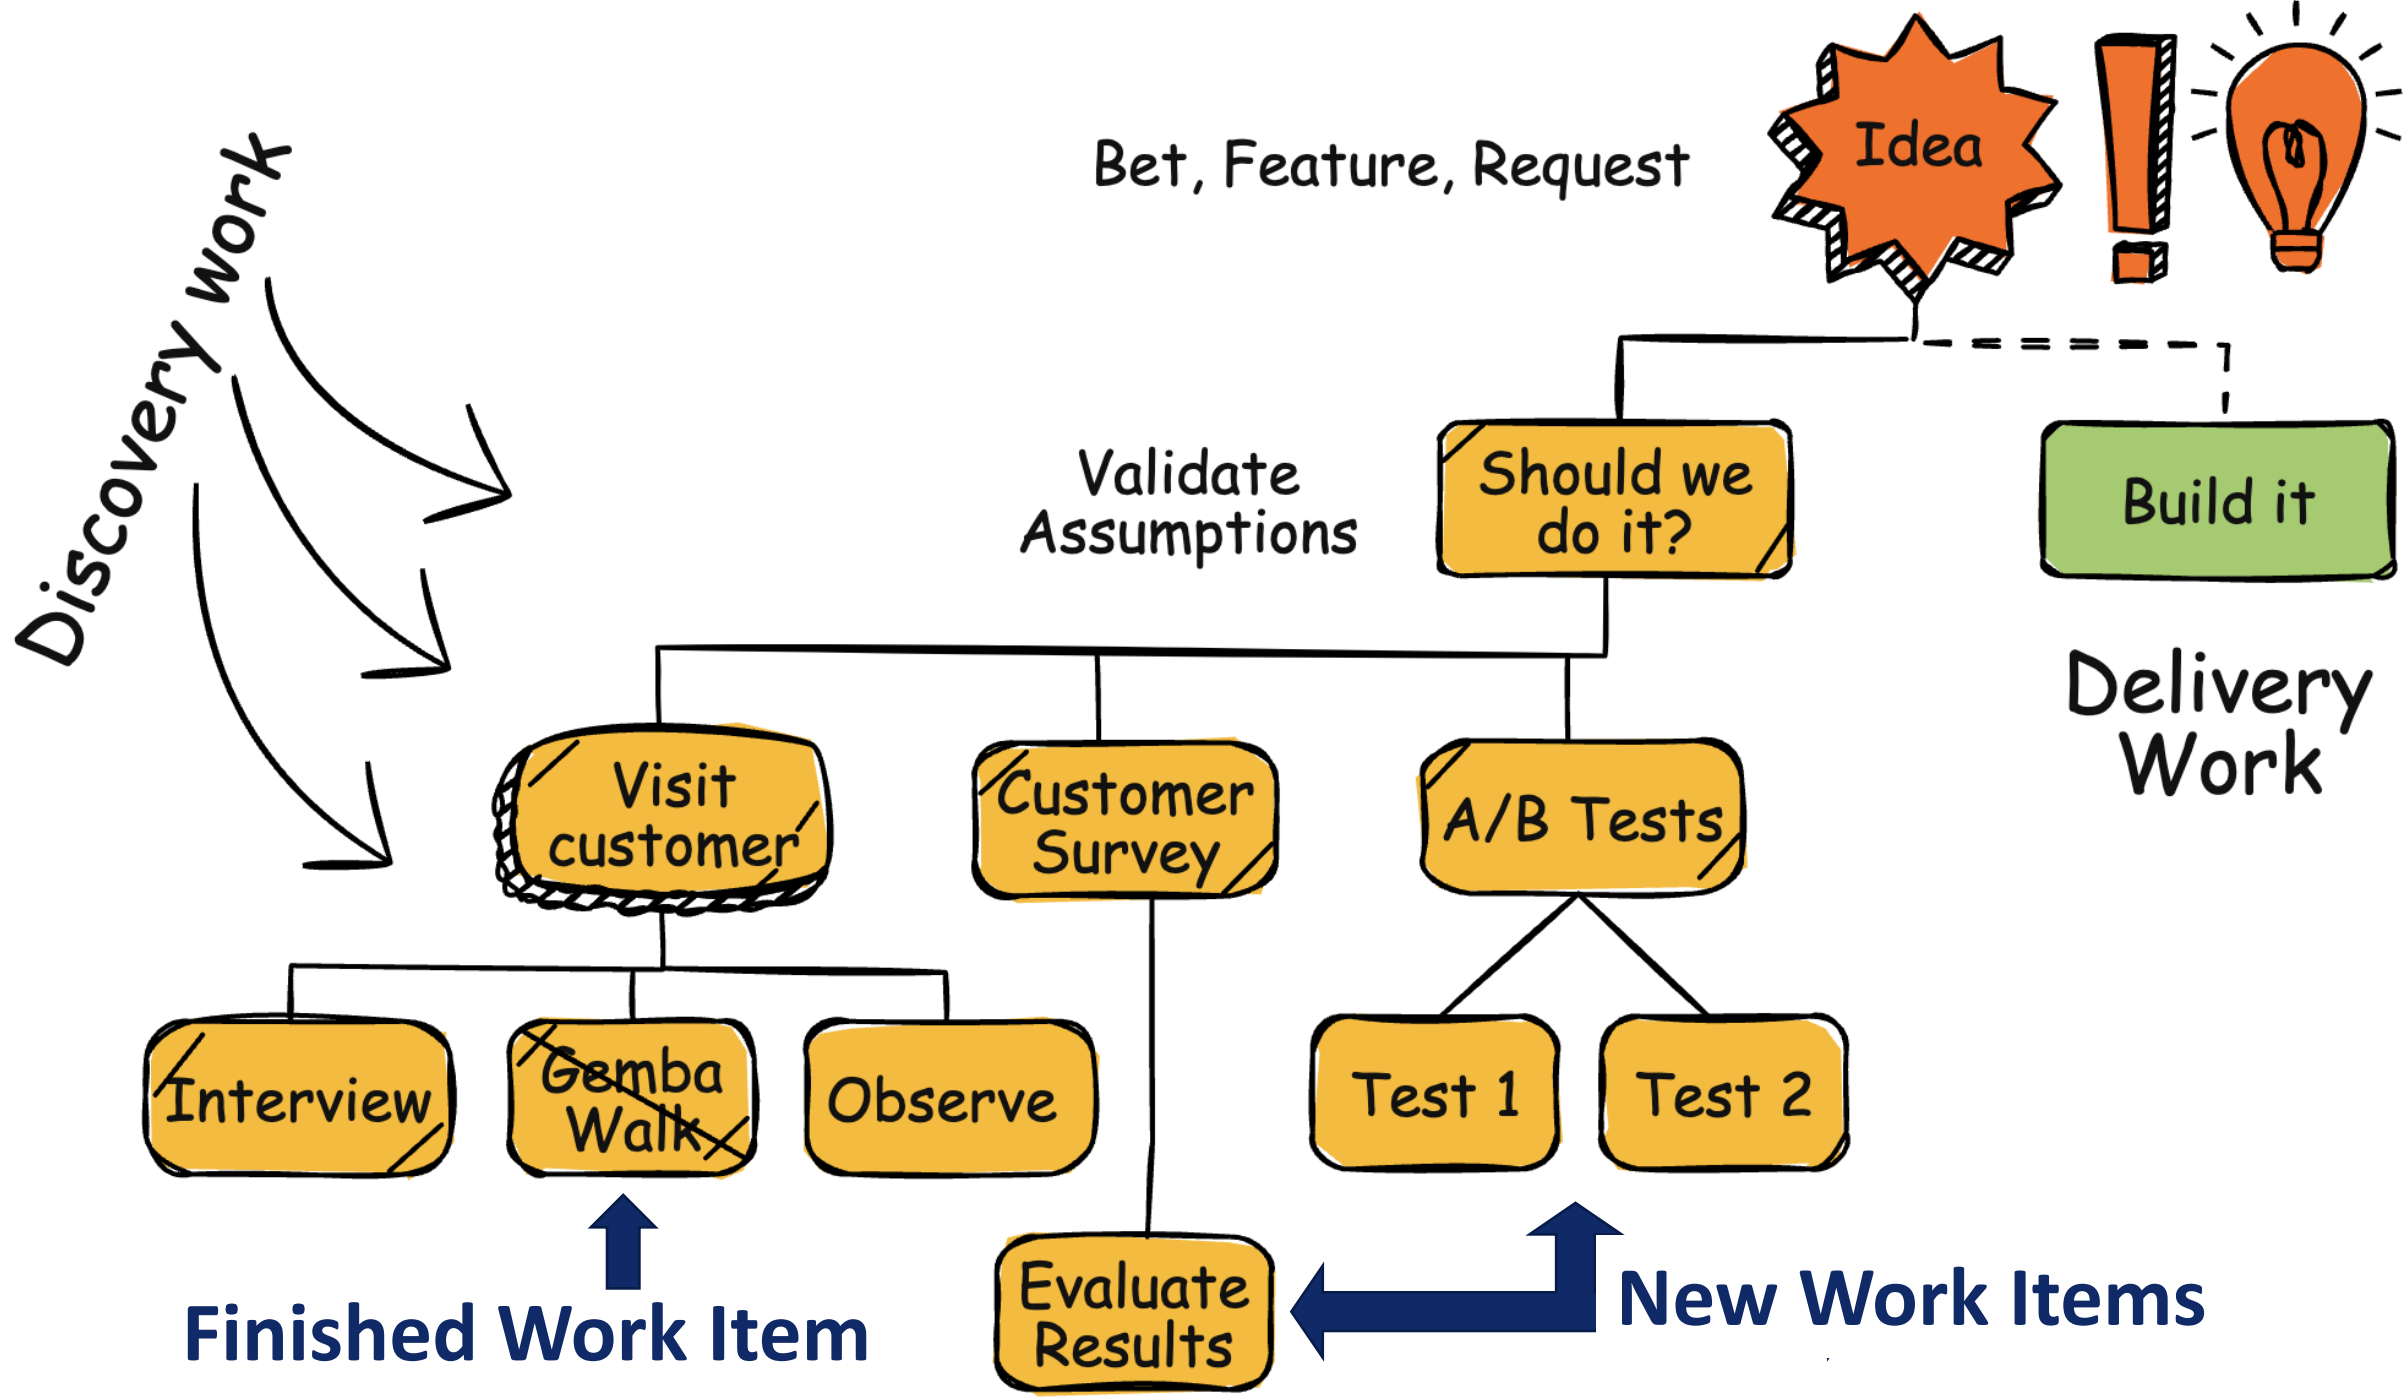 Idea
Bet, Feature, Request
Discovery work
Validate
Assumptions
Should we
do it?
Build it
Delivery
Work
Visit
customer
Customer
Survey
A/B Tests
Interview
Gemba
Walk
Observe
Test 1
Test 2
Evaluate
Results
Finished Work Item
New Work Items